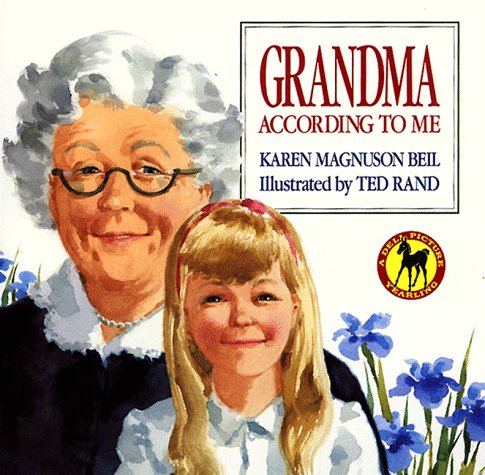 GRANDMA
ACCORDING TO ME
KAREN MAGNUSON BEIL
Illustrated by TED RAND
A DELL PICTURE
YEARLING